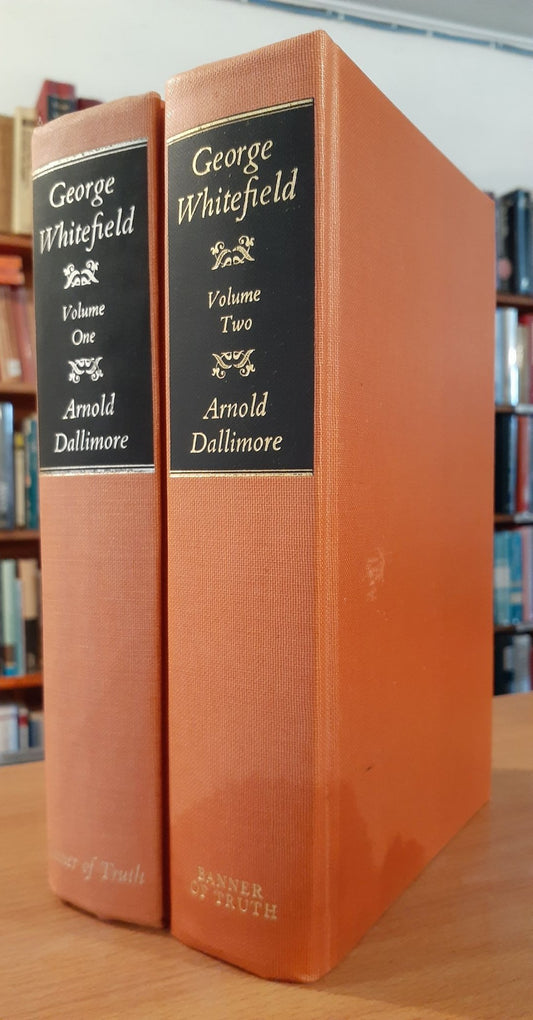 George
Whitefield
Volume
One
Arnold
Dallimore
of Truth
George
Whitefield
Volume
Two
Arnold
Dallimore
BANNER
OF TRUTH